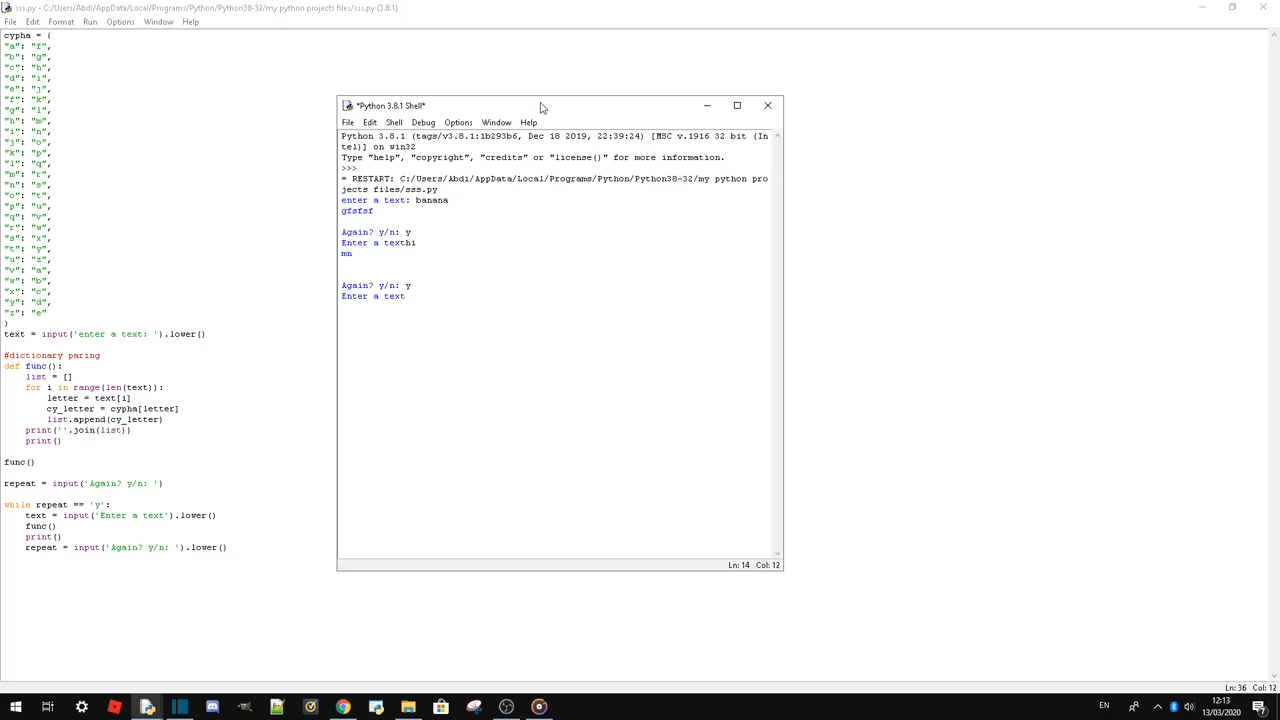 sss.py - C:/Users/Abdi/AppData/Local/Programs/Python/Python38-32/my python projects files/sss.py (3.8.1)
File Edit Format Run Options Window Help
cypha = (
"a": "f",
"b": "g",
"c": "h",
"d": "i",
"e": "j",
"f": "k",
"g": "l",
"h": "m",
"i": "n",
"j": "o",
"k": "p",
"l": "q",
"m": "r",
"n": "s",
"o": "t",
"p": "u",
"q": "v",
"r": "w",
"s": "x",
"t": "y",
"u": "z",
"v": "a",
"w": "b",
"x": "c",
"y": "d",
"z": "e"
)
text = input('enter a text: ').lower()
#dictionary paring
def func():
    list = []
    for i in range(len(text)):
        letter = text[i]
        cy_letter = cypha[letter]
        list.append(cy_letter)
    print(''.join(list))
    print()
func()
repeat = input('Again? y/n: ')
while repeat == 'y':
    text = input('Enter a text').lower()
    func()
    print()
    repeat = input('Again? y/n: ').lower()
*Python 3.8.1 Shell*
File Edit Shell Debug Options Window Help
Python 3.8.1 (tags/v3.8.1:1b293b6, Dec 18 2019, 22:39:24) [MSC v.1916 32 bit (In
tel)] on win32
Type "help", "copyright", "credits" or "license()" for more information.
>>>
= RESTART: C:/Users/Abdi/AppData/Local/Programs/Python/Python38-32/my python pro
jects files/sss.py
enter a text: banana
gfsfsf
Again? y/n: y
Enter a texthi
mn
Again? y/n: y
Enter a text
Ln: 14 Col: 12
Ln: 36 Col: 12
EN
12:13
13/03/2020
7